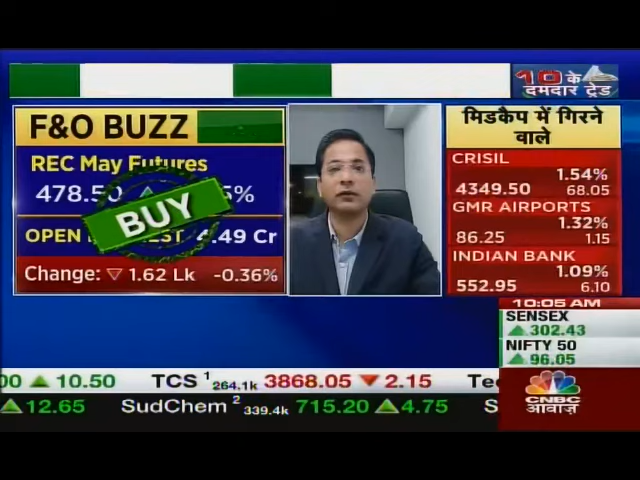 10 के
दमदार ट्रेड
F&O BUZZ
REC May Futures
478.50
5%
BUY
OPEN
4.49 Cr
Change: 1.62 Lk -0.36%
मिडकैप में गिरने
वाले
CRISIL
1.54%
4349.50 68.05
GMR AIRPORTS
1.32%
86.25 1.15
INDIAN BANK
1.09%
552.95 6.10
10:05 AM
SENSEX
302.43
NIFTY 50
96.05
00 10.50 TCS 1 264.1k 3868.05 2.15 Te
12.65 SudChem 2 339.4k 715.20 4.75 S
CNBC
आवाज़